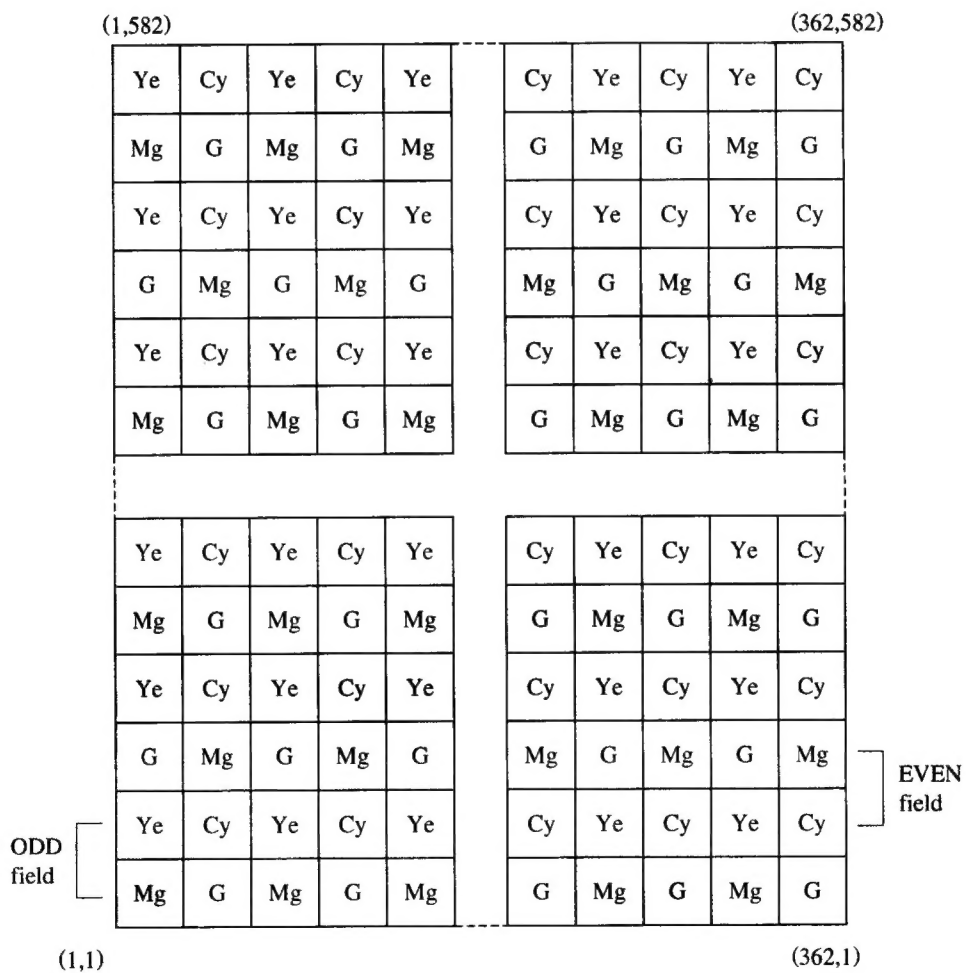 (1,582) (362,582)
Ye Cy Ye Cy Ye Cy Ye Cy Ye Cy
Mg G Mg G Mg G Mg G Mg G
Ye Cy Ye Cy Ye Cy Ye Cy Ye Cy
G Mg G Mg G Mg G Mg G Mg
Ye Cy Ye Cy Ye Cy Ye Cy Ye Cy
Mg G Mg G Mg G Mg G Mg G
Ye Cy Ye Cy Ye Cy Ye Cy Ye Cy
Mg G Mg G Mg G Mg G Mg G
Ye Cy Ye Cy Ye Cy Ye Cy Ye Cy
G Mg G Mg G Mg G Mg G Mg
EVEN
field
Ye Cy Ye Cy Ye Cy Ye Cy Ye Cy
ODD
field
Mg G Mg G Mg G Mg G Mg G
(1,1) (362,1)